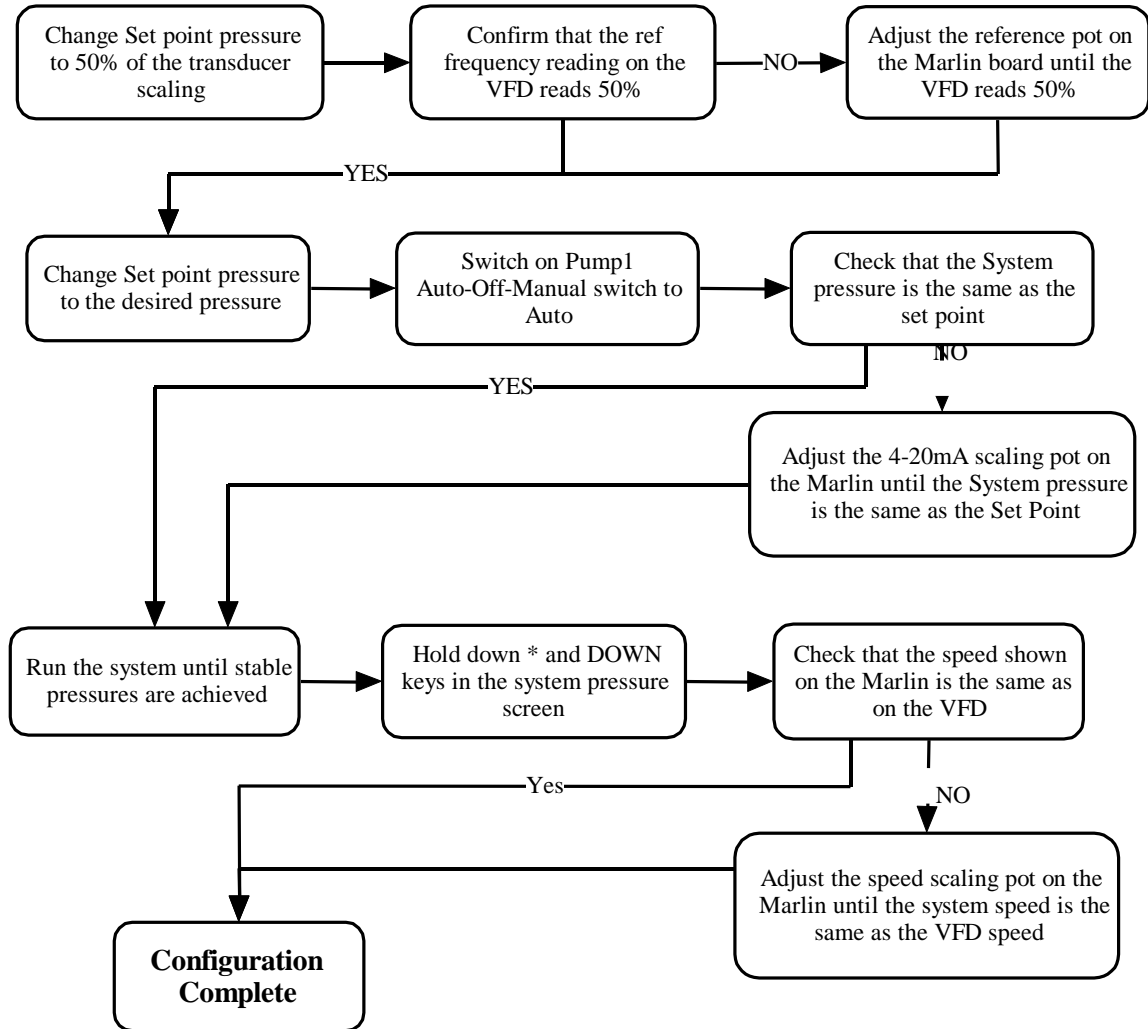 Change Set point pressure
to 50% of the transducer
scaling
Confirm that the ref
frequency reading on the
VFD reads 50%
NO
Adjust the reference pot on
the Marlin board until the
VFD reads 50%
YES
Change Set point pressure
to the desired pressure
Switch on Pump1
Auto-Off-Manual switch to
Auto
Check that the System
pressure is the same as the
set point
NO
YES
Adjust the 4-20mA scaling pot on
the Marlin until the System pressure
is the same as the Set Point
Run the system until stable
pressures are achieved
Hold down * and DOWN
keys in the system pressure
screen
Check that the speed shown
on the Marlin is the same as
on the VFD
Yes
NO
Adjust the speed scaling pot on the
Marlin until the system speed is the
same as the VFD speed
Configuration
Complete